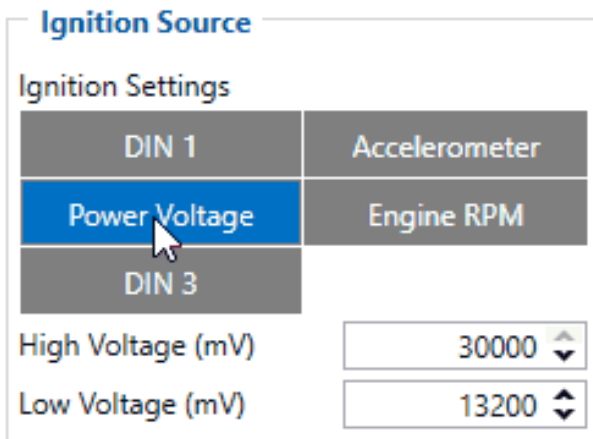 Ignition Source
Ignition Settings
DIN 1 Accelerometer
Power Voltage Engine RPM
DIN 3
High Voltage (mV) 30000
Low Voltage (mV) 13200